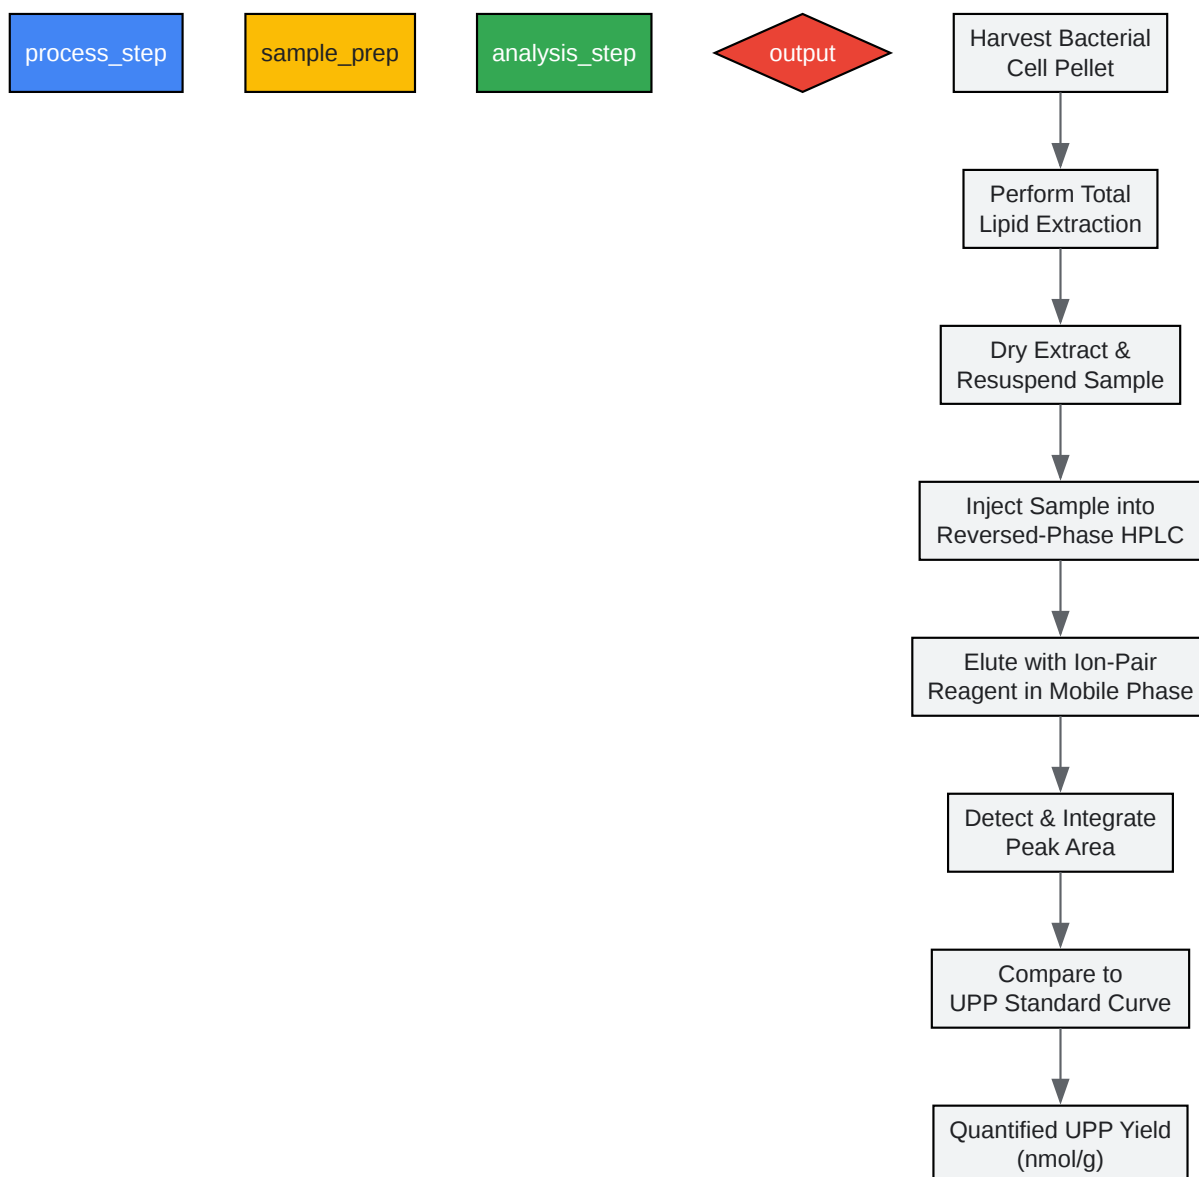 process_step
sample_prep
analysis_step
output
Harvest Bacterial
Cell Pellet
Perform Total
Lipid Extraction
Dry Extract &
Resuspend Sample
Inject Sample into
Reversed-Phase HPLC
Elute with Ion-Pair
Reagent in Mobile Phase
Detect & Integrate
Peak Area
Compare to
UPP Standard Curve
Quantified UPP Yield
(nmol/g)